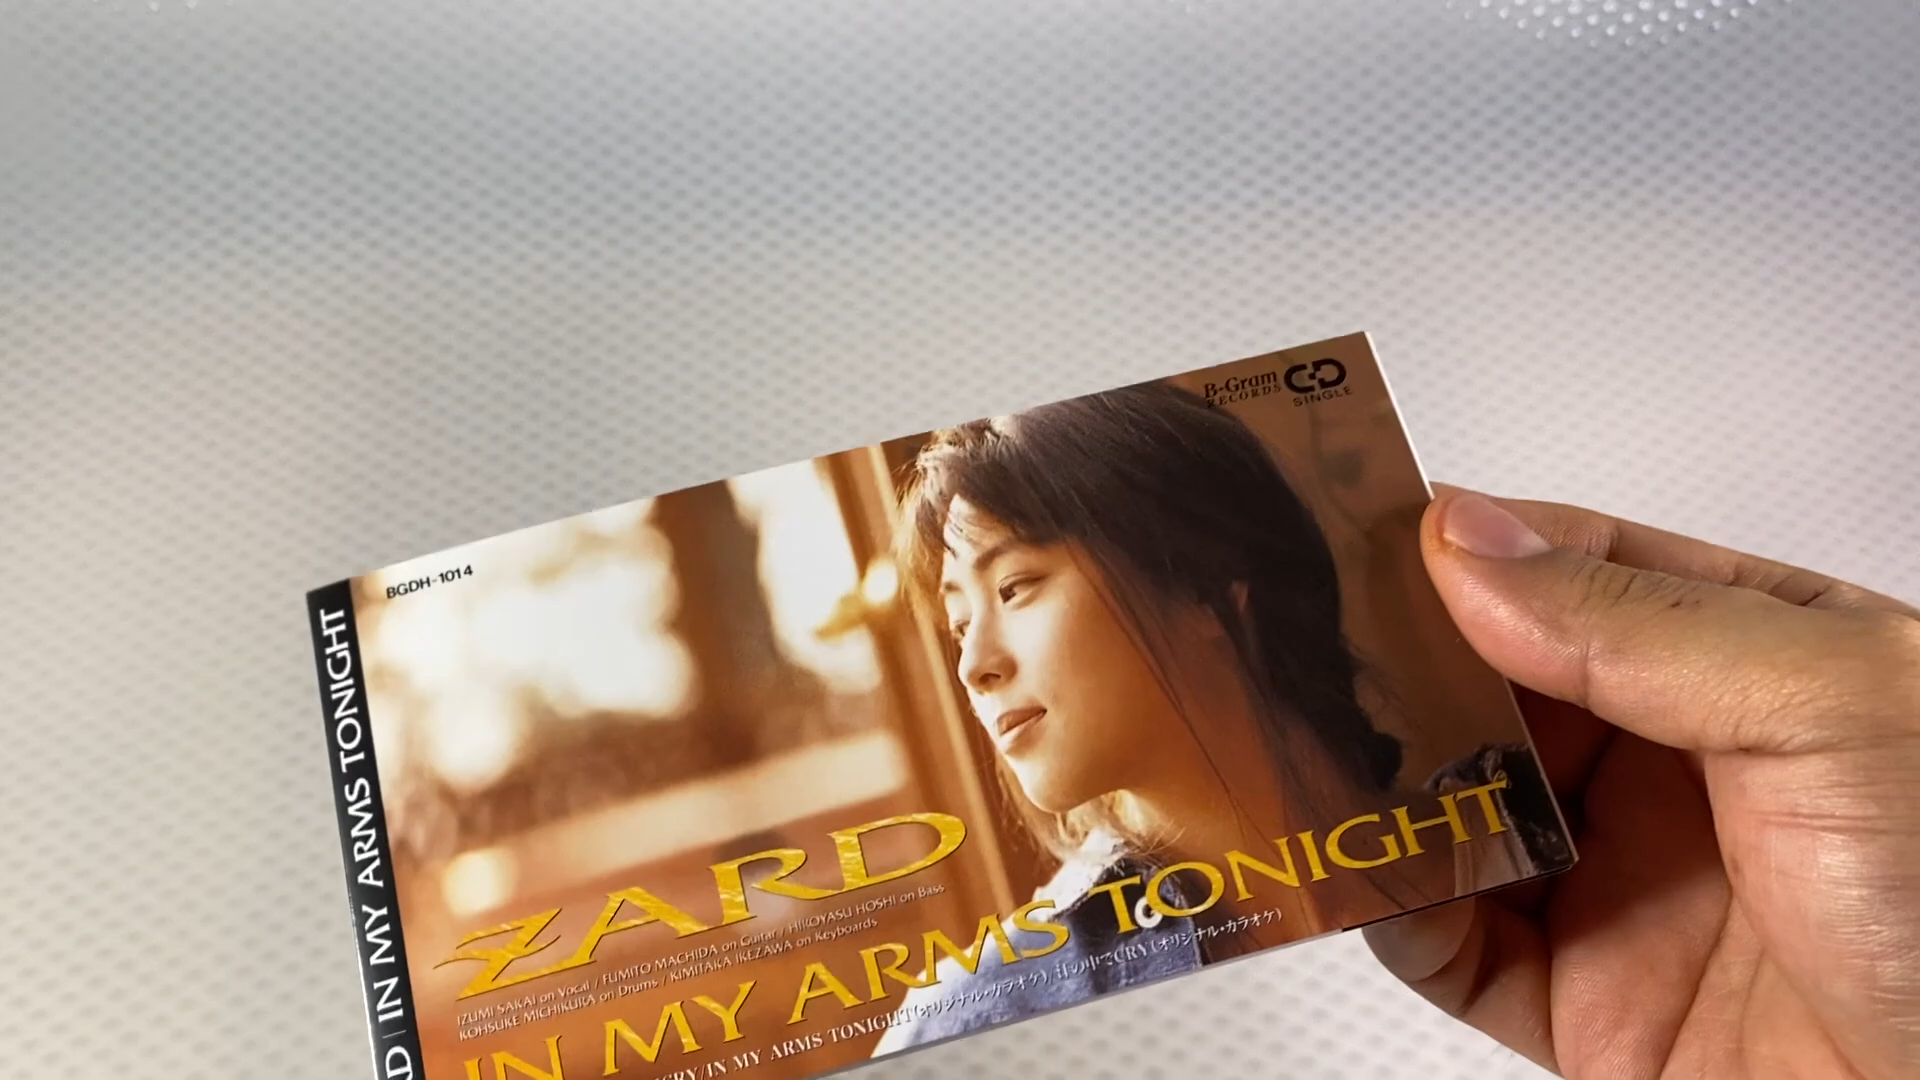 B-Gram
RECORDS
CD
SINGLE
BGDH-1014
IN MY ARMS TONIGHT
ZARD
IZUMI SAKAI on Vocal / FUMITO MACHIDA on Guitar / HIROYASU HOSHI on Bass
KOHSUKE MICHIKURA on Drums / KIMITAKA IKEZAWA on Keyboards
IN MY ARMS TONIGHT
CRY/IN MY ARMS TONIGHT(オリジナル・カラオケ)/汗の中でCRY(オリジナル・カラオケ)